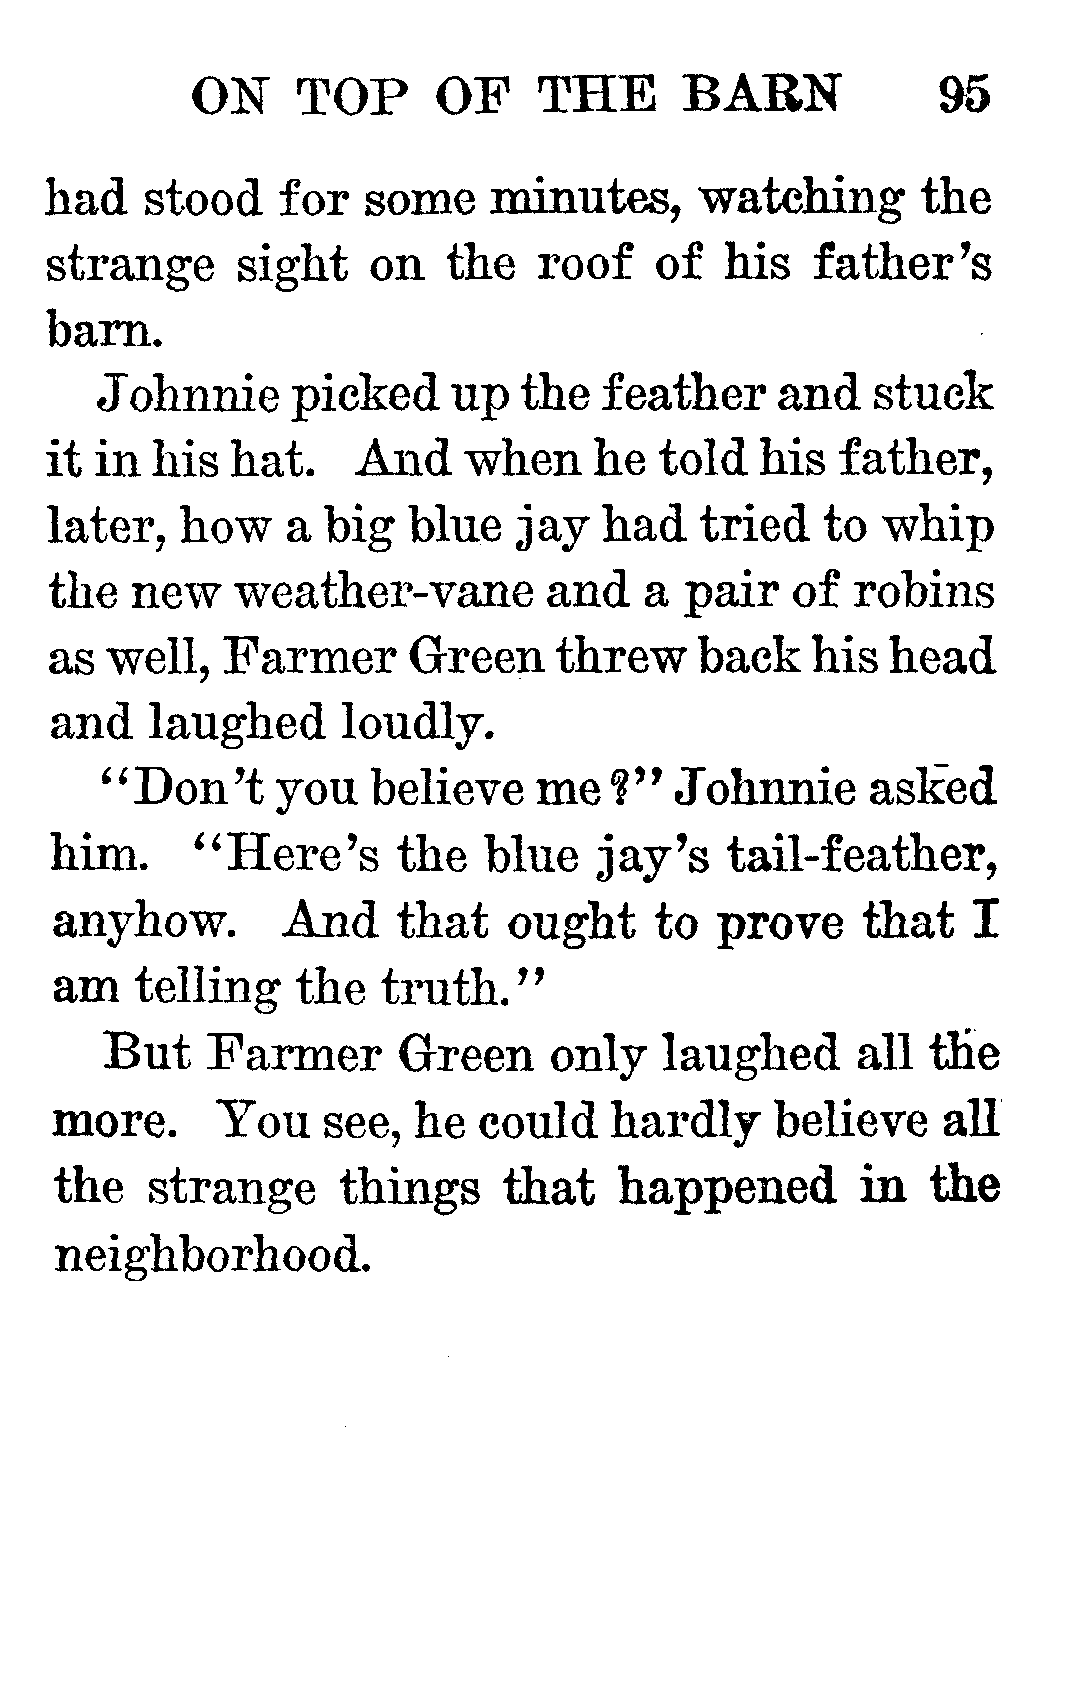 ON TOP OF THE BARN 95
had stood for some minutes, watching the
strange sight on the roof of his father's
barn.
Johnnie picked up the feather and stuck
it in his hat. And when he told his father,
later, how a big blue jay had tried to whip
the new weather-vane and a pair of robins
as well, Farmer Green threw back his head
and laughed loudly.
"Don't you believe me?" Johnnie asked
him. "Here's the blue jay's tail-feather,
anyhow. And that ought to prove that I
am telling the truth."
But Farmer Green only laughed all the
more. You see, he could hardly believe all
the strange things that happened in the
neighborhood.